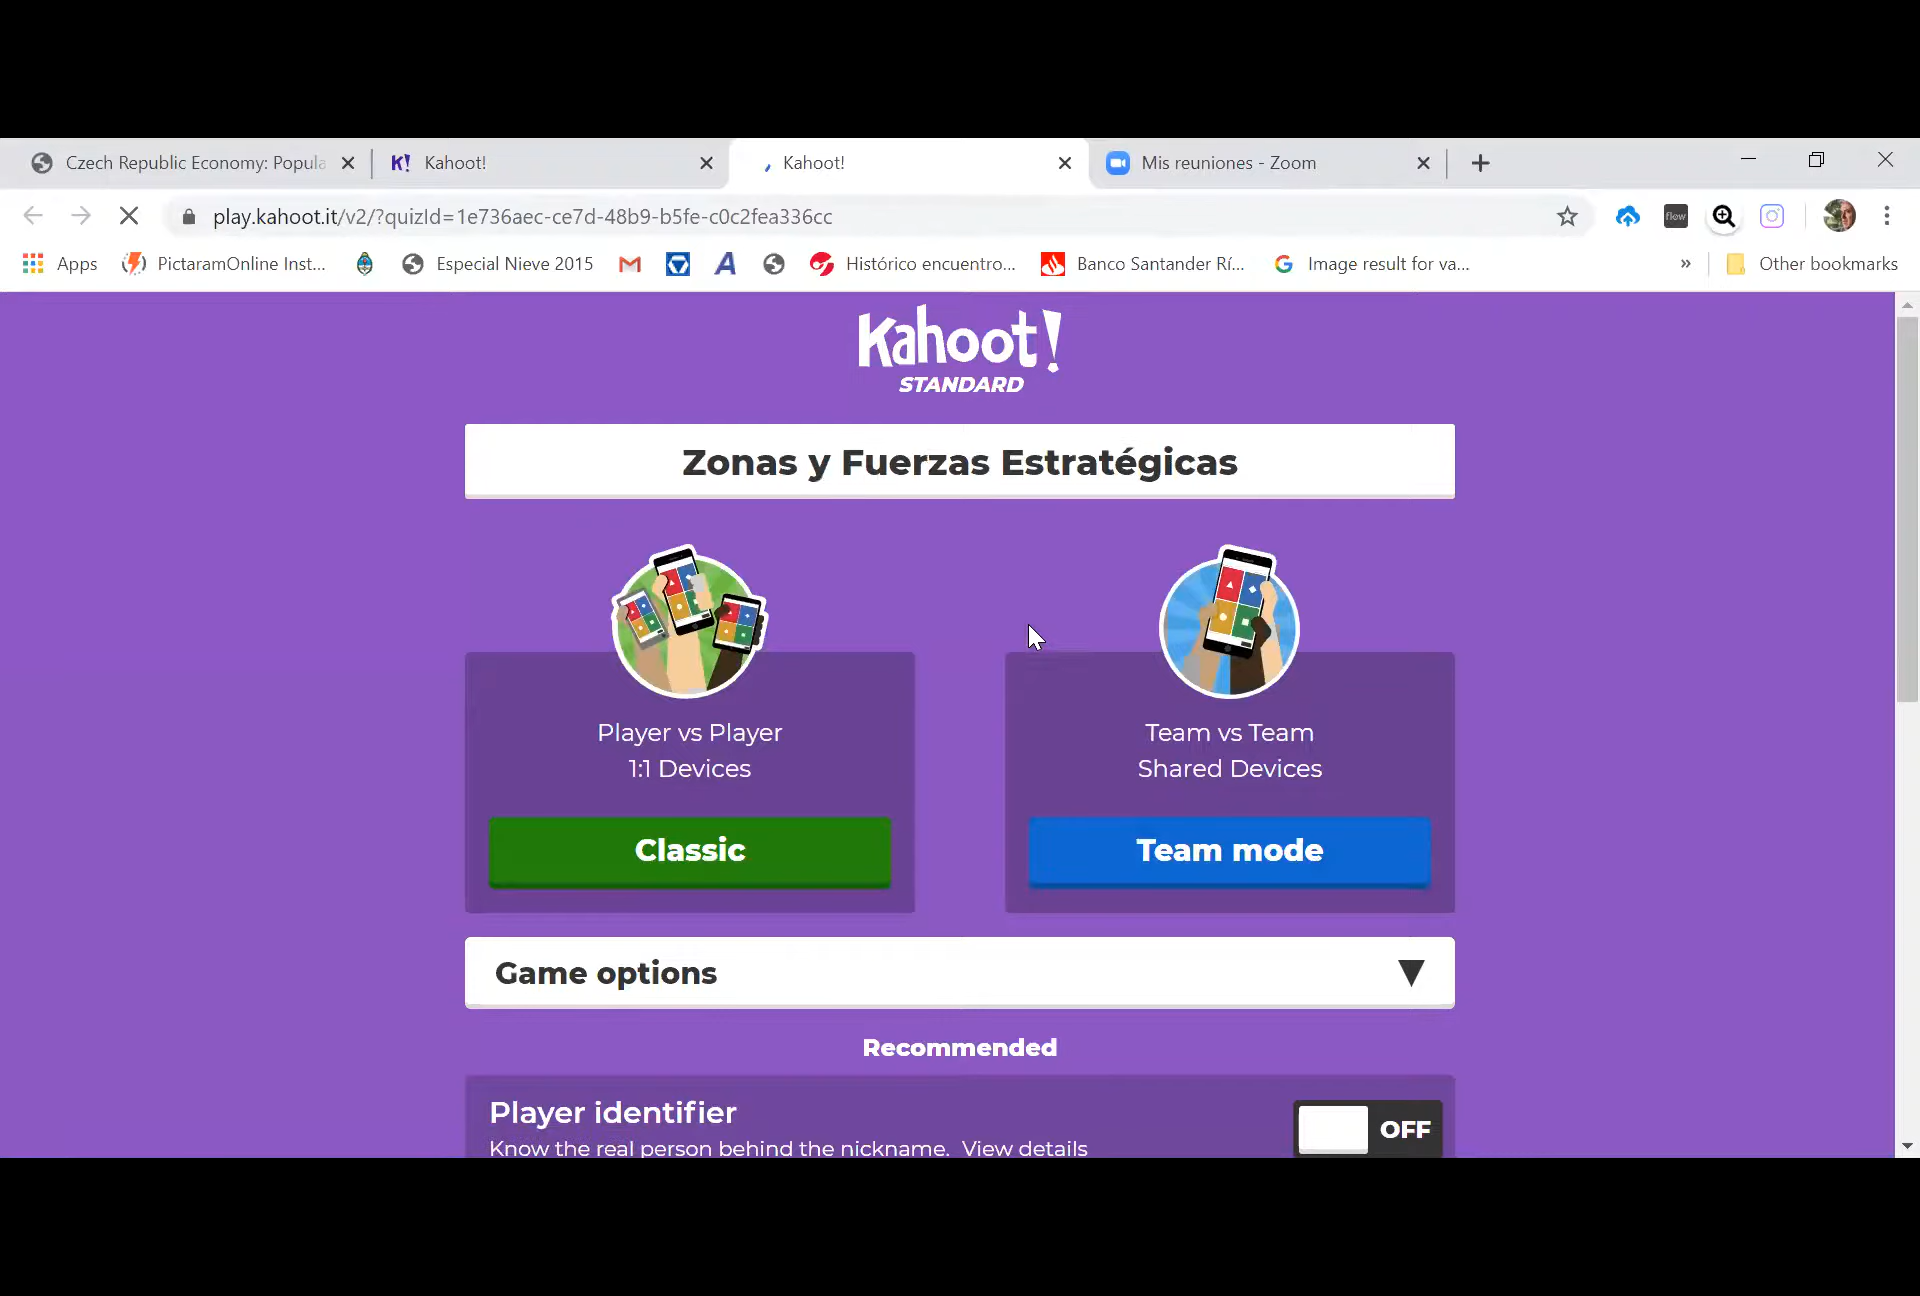 Czech Republic Economy: Popula
Kahoot!
Kahoot!
Mis reuniones - Zoom
play.kahoot.it/v2/?quizId=1e736aec-ce7d-48b9-b5fe-c0c2fea336cc
flow
Apps
PictaramOnline Inst...
Especial Nieve 2015
Histórico encuentro...
Banco Santander Rí...
Image result for va...
»
Other bookmarks
Kahoot!
STANDARD
Zonas y Fuerzas Estratégicas
Player vs Player
1:1 Devices
Classic
Team vs Team
Shared Devices
Team mode
Game options
Recommended
Player identifier
OFF
Know the real person behind the nickname. View details